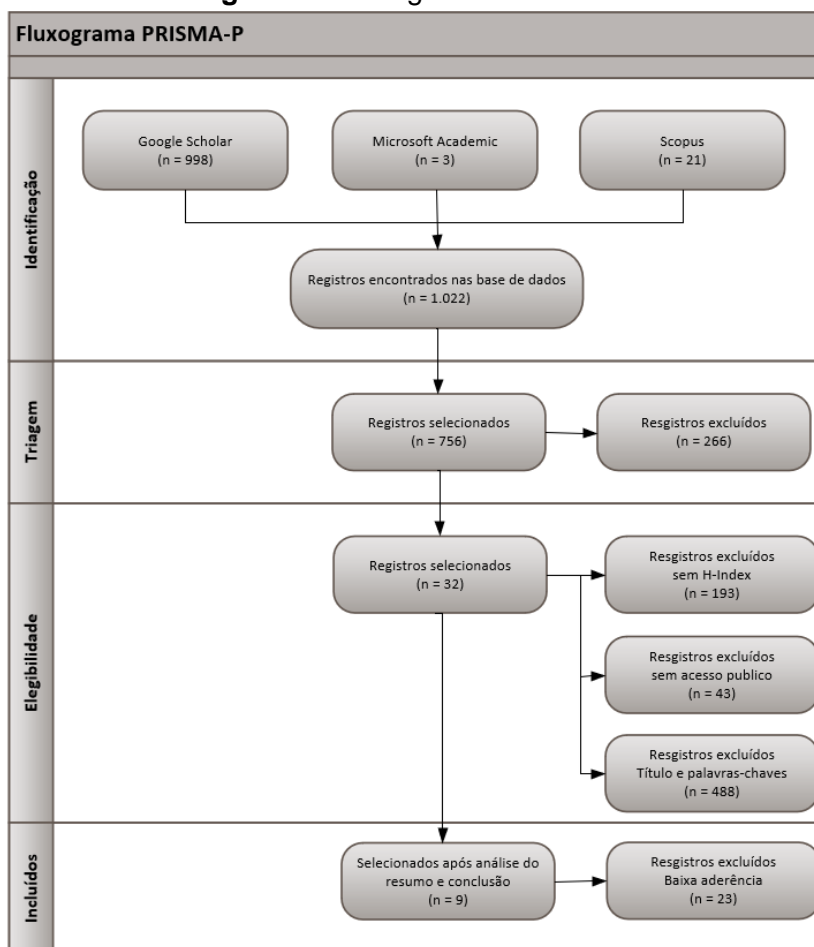 Fluxograma PRISMA-P
Identificação
Google Scholar
(n = 998)
Microsoft Academic
(n = 3)
Scopus
(n = 21)
Registros encontrados nas base de dados
(n = 1.022)
Triagem
Registros selecionados
(n = 756)
Resgistros excluídos
(n = 266)
Elegibilidade
Registros selecionados
(n = 32)
Resgistros excluídos
sem H-Index
(n = 193)
Resgistros excluídos
sem acesso publico
(n = 43)
Resgistros excluídos
Título e palavras-chaves
(n = 488)
Incluídos
Selecionados após análise do
resumo e conclusão
(n = 9)
Resgistros excluídos
Baixa aderência
(n = 23)